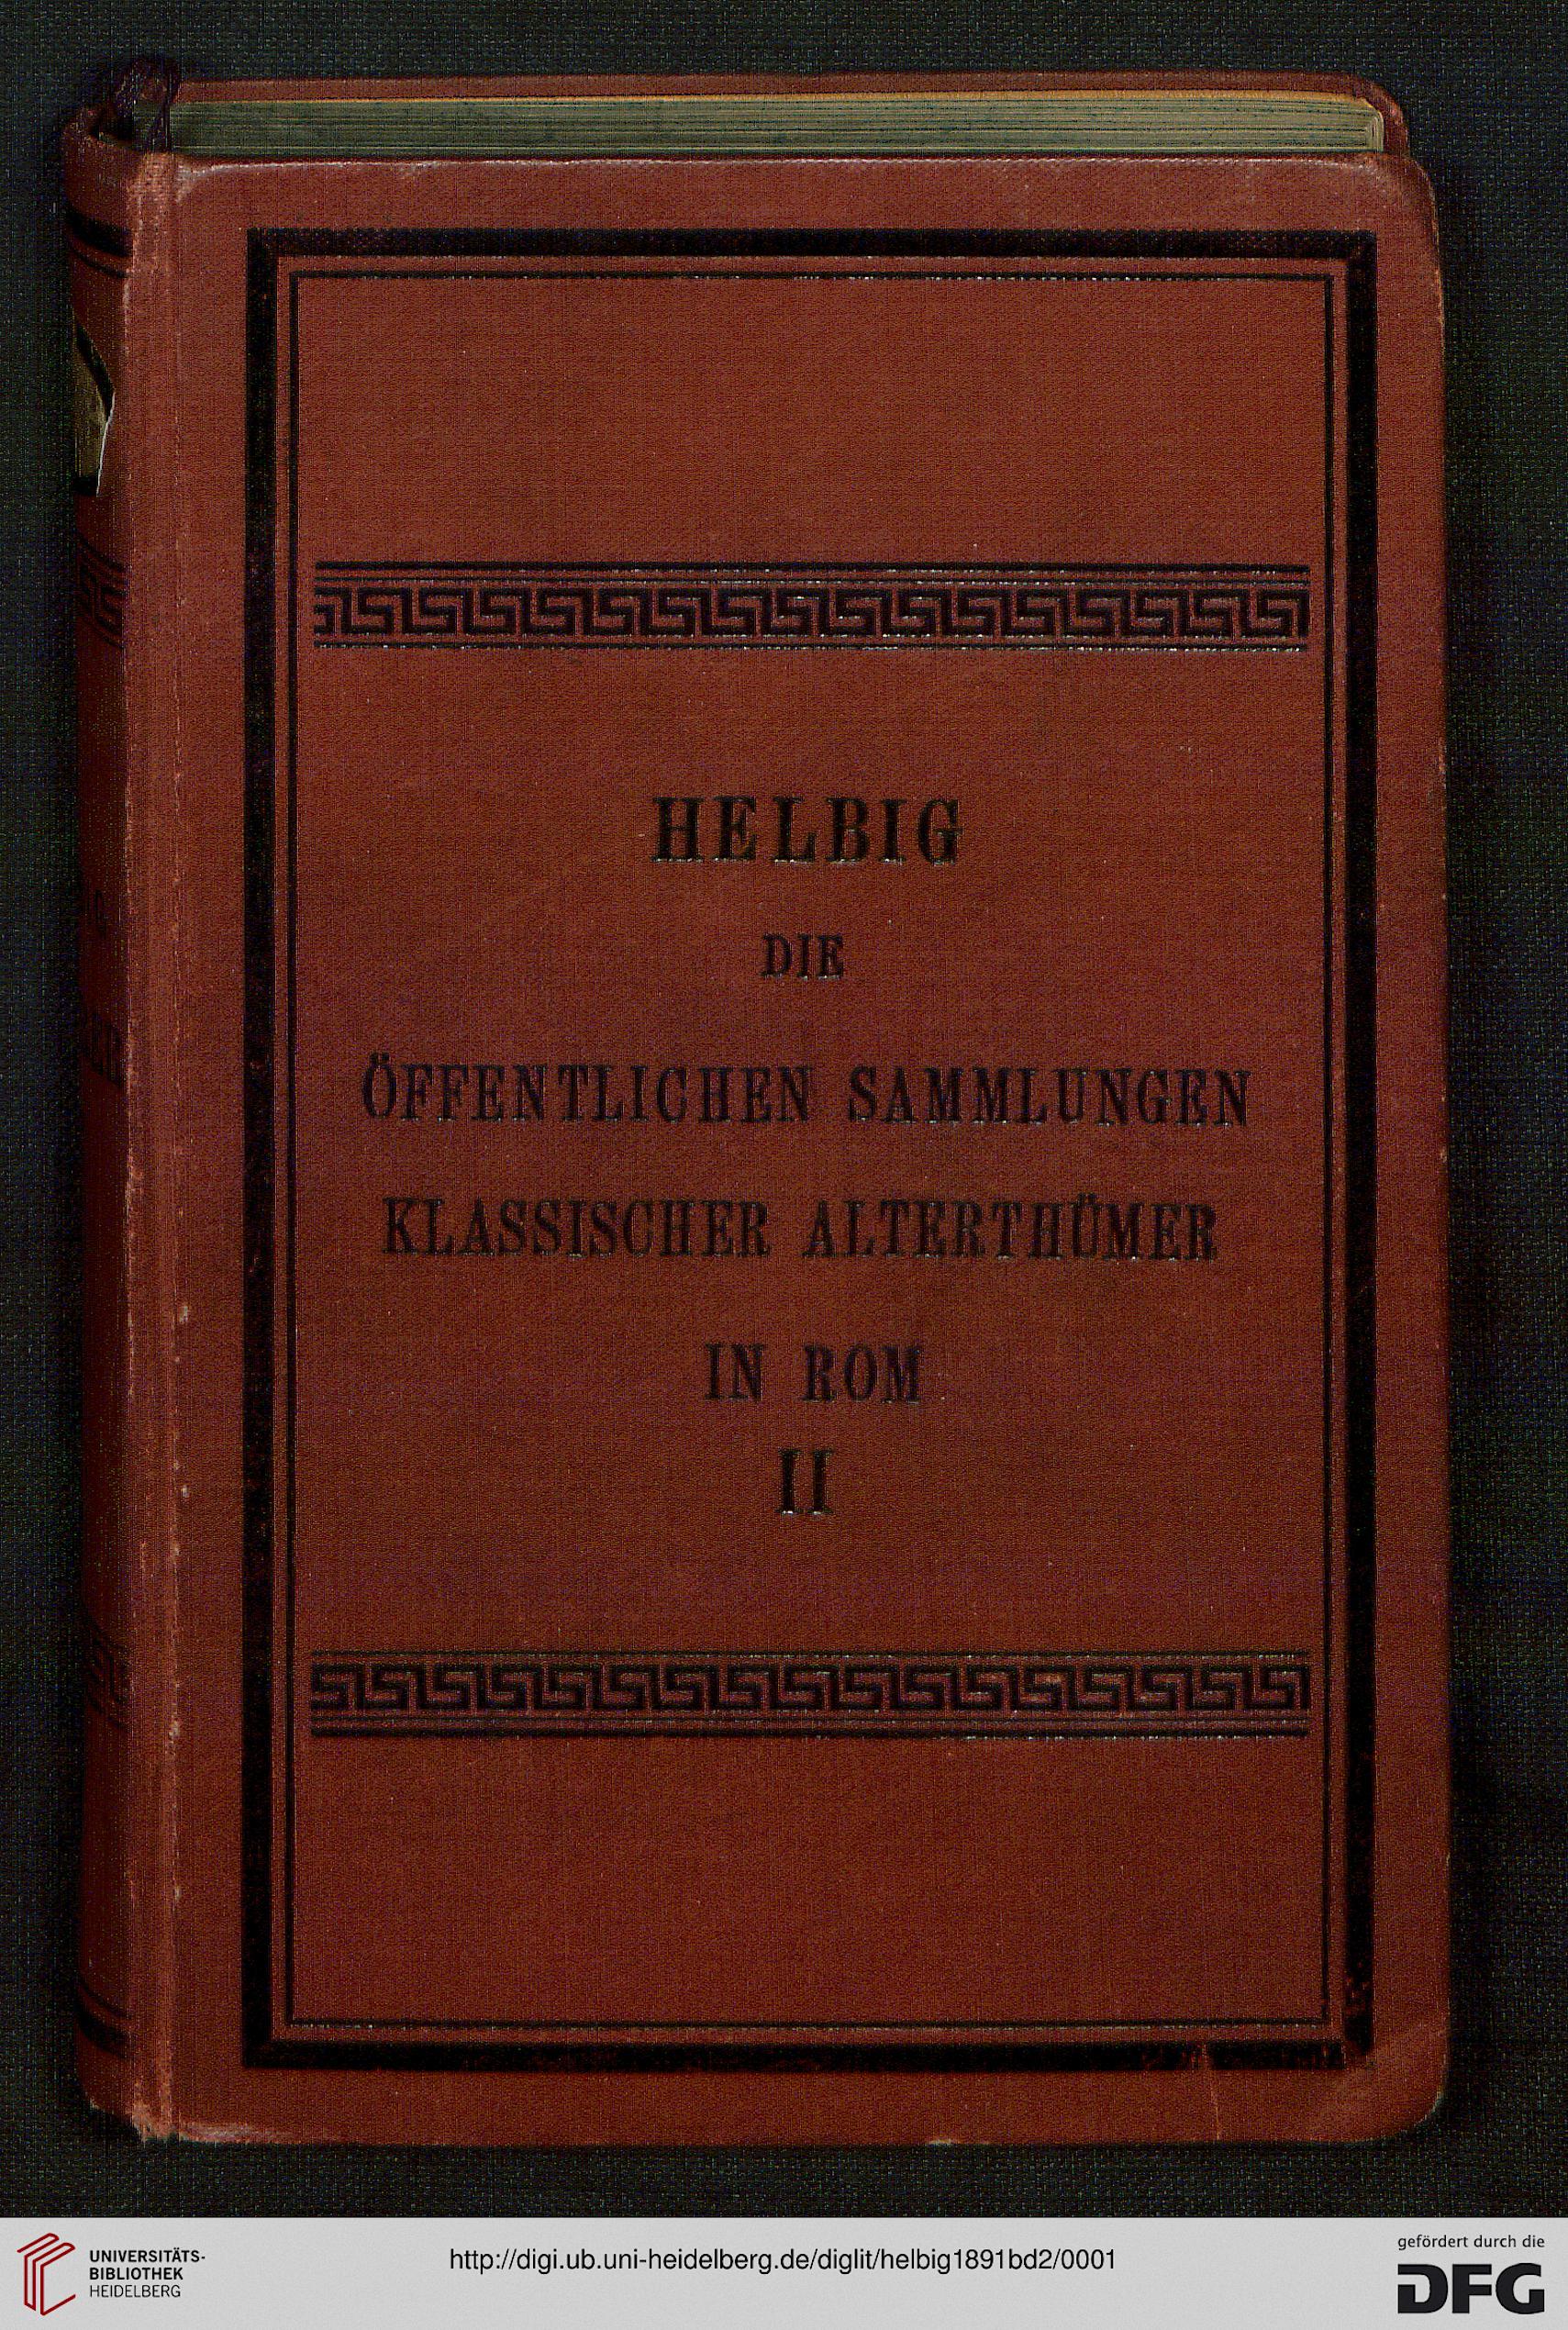 HELBIG
DIE
ÖFFENTLICHEN SAMMLUNGEN
KLASSISCHER ALTERTHÜMER
IN ROM
II
UNIVERSITÄTS-
BIBLIOTHEK
HEIDELBERG
http://digi.ub.uni-heidelberg.de/diglit/helbig1891bd2/0001
gefördert durch die
DFG